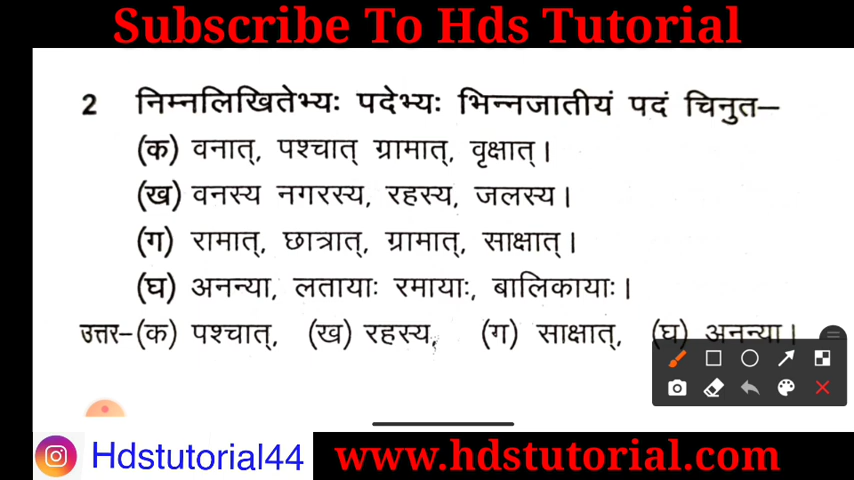 Subscribe To Hds Tutorial
2 निम्नलिखितेभ्यः पदेभ्यः भिन्नजातीयं पदं चिनुत–
(क) वनात्, पश्चात् ग्रामात्, वृक्षात्।
(ख) वनस्य नगरस्य, रहस्य, जलस्य।
(ग) रामात्, छात्रात्, ग्रामात्, साक्षात्।
(घ) अनन्या, लतायाः रमायाः, बालिकायाः।
उत्तर–(क) पश्चात्, (ख) रहस्य, (ग) साक्षात्, (घ) अनन्या।
Hdstutorial44 www.hdstutorial.com